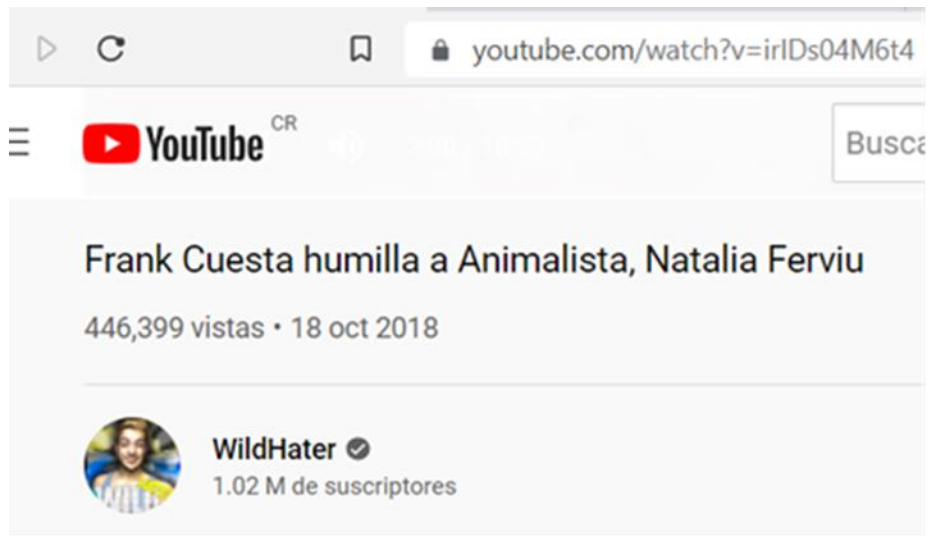 youtube.com/watch?v=irIDs04M6t4
YouTube CR
Busca
Frank Cuesta humilla a Animalista, Natalia Ferviu
446,399 vistas • 18 oct 2018
WildHater
1.02 M de suscriptores